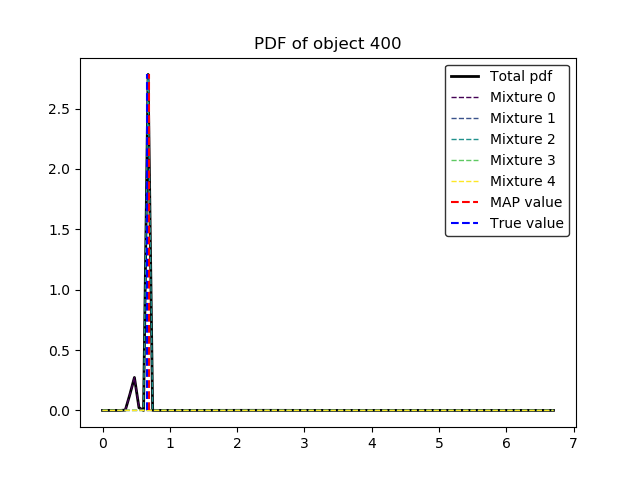 PDF of object 400
Total pdf
Mixture 0
Mixture 1
Mixture 2
Mixture 3
Mixture 4
MAP value
True value
2.5
2.0
1.5
1.0
0.5
0.0
0 1 2 3 4 5 6 7